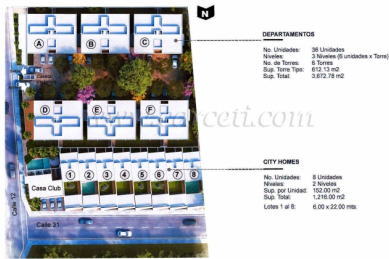 N
DEPARTAMENTOS
No. Unidades: 36 Unidades
Niveles: 3 Niveles (6 unidades x Torre)
No. de Torres: 6 Torres
Sup. Torre Tipo: 612.13 m2
Sup. Total: 3,672.78 m2
A B C
D E F
CITY HOMES
No. Unidades: 8 Unidades
Niveles: 2 Niveles
Sup. por Unidad: 152.00 m2
Sup. Total: 1,216.00 m2
Lotes 1 al 8: 6.00 x 22.00 mts.
1 2 3 4 5 6 7 8
Casa Club
Calle 12
Calle 31